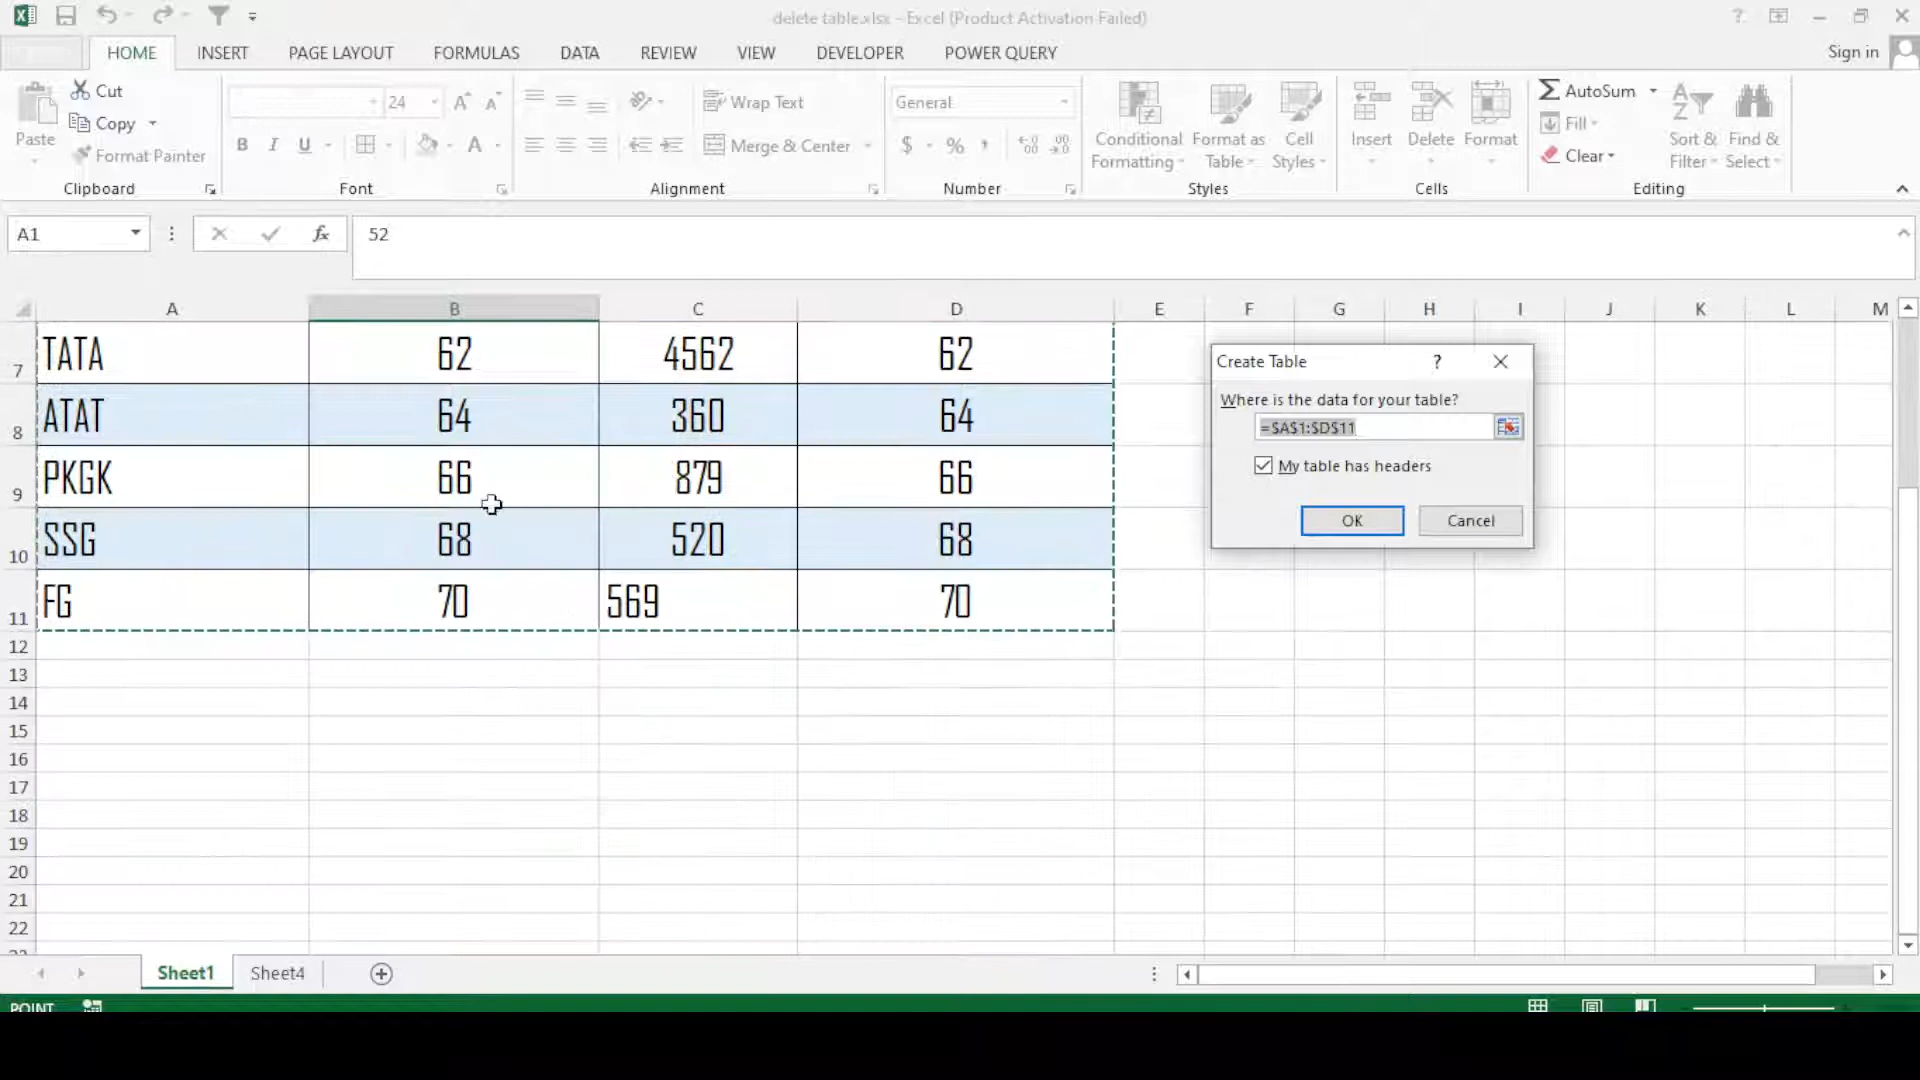 delete table.xlsx - Excel (Product Activation Failed)
HOME INSERT PAGE LAYOUT FORMULAS DATA REVIEW VIEW DEVELOPER POWER QUERY Sign in
Paste Cut Copy Format Painter Clipboard
24 B I U A Font
Wrap Text Merge & Center Alignment
General $ % , Number
Conditional Formatting Format as Table Cell Styles Styles
Insert Delete Format Cells
AutoSum Fill Clear Sort & Filter Find & Select Editing
A1 fx 52
A B C D E F G H I J K L M
7 TATA 62 4562 62
8 ATAT 64 360 64
9 PKGK 66 879 66
10 SSG 68 520 68
11 FG 70 569 70
12
13
14
15
16
17
18
19
20
21
22
Create Table ?
Where is the data for your table?
=$A$1:$D$11
My table has headers
OK Cancel
Sheet1 Sheet4
POINT